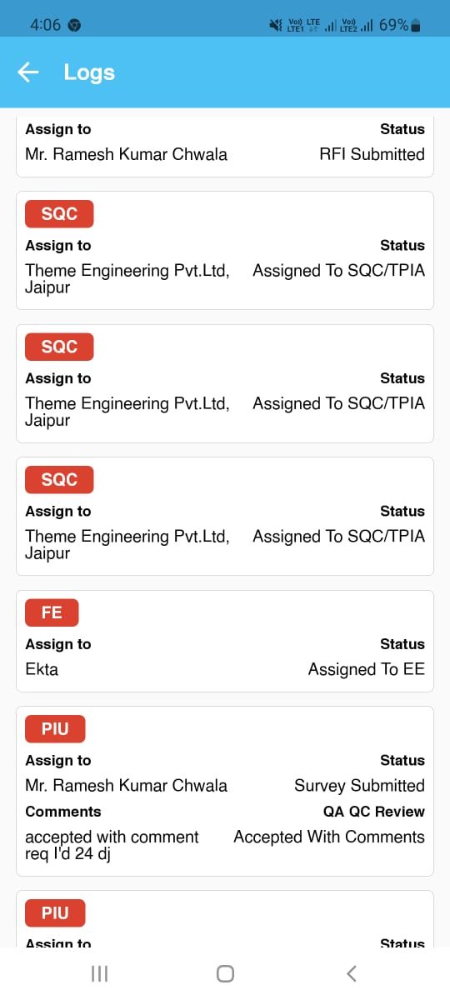 4:06
Vo)) LTE LTE1 Vo)) LTE2 69%
Logs
Assign to Status
Mr. Ramesh Kumar Chwala RFI Submitted
SQC
Assign to Status
Theme Engineering Pvt.Ltd, Assigned To SQC/TPIA
Jaipur
SQC
Assign to Status
Theme Engineering Pvt.Ltd, Assigned To SQC/TPIA
Jaipur
SQC
Assign to Status
Theme Engineering Pvt.Ltd, Assigned To SQC/TPIA
Jaipur
FE
Assign to Status
Ekta Assigned To EE
PIU
Assign to Status
Mr. Ramesh Kumar Chwala Survey Submitted
Comments QA QC Review
accepted with comment Accepted With Comments
req I'd 24 dj
PIU
Assign to Status